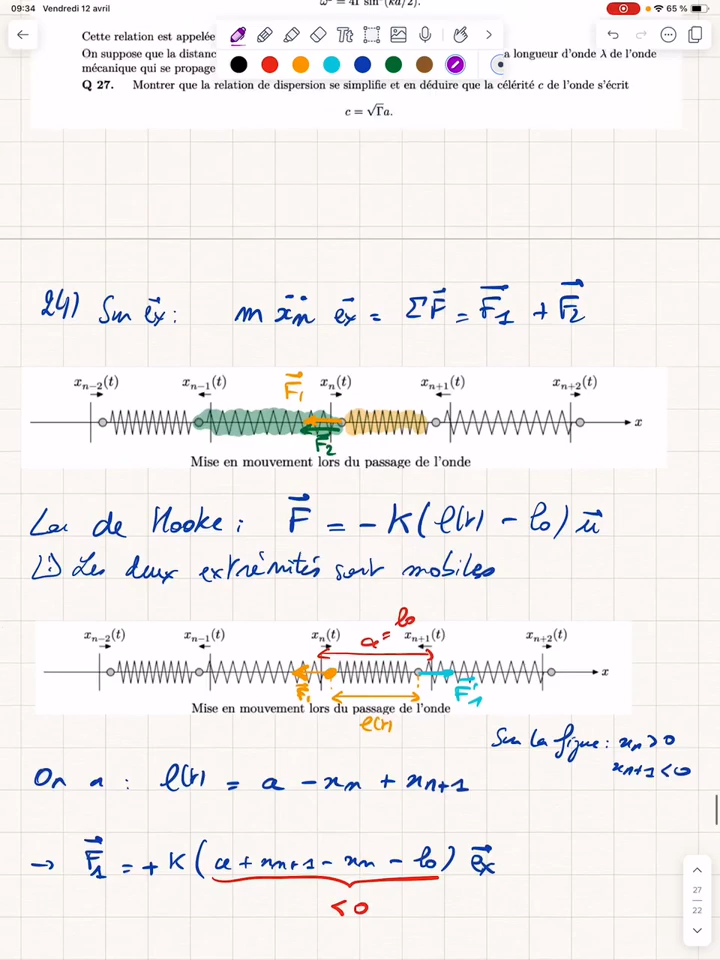 09:34 Vendredi 12 avril
65 %
ω² = 4Γ sin²(ka/2).
Cette relation est appelée
On suppose que la distanc
a longueur d'onde λ de l'onde
mécanique qui se propage
Q 27. Montrer que la relation de dispersion se simplifie et en déduire que la célérité c de l'onde s'écrit
c = √Γa.
24) Sur e⃗x : m ẍn e⃗x = ΣF⃗ = F⃗1 + F⃗2
xn−2(t) xn−1(t) F⃗1 xn(t) xn+1(t) xn+2(t)
F⃗2
x
Mise en mouvement lors du passage de l'onde
Loi de Hooke : F⃗ = −K(l(t) − l0) u⃗
/!\ Les deux extrémités sont mobiles
a = l0
xn−2(t) xn−1(t) xn(t) xn+1(t) xn+2(t)
F⃗1 F⃗'1
x
Mise en mouvement lors du passage de l'onde
l(t)
Sur la figure : xn > 0
xn+1 < 0
On a : l(t) = a − xn + xn+1
→ F⃗1 = + K (a + xn+1 − xn − l0) e⃗x
< 0
27
22